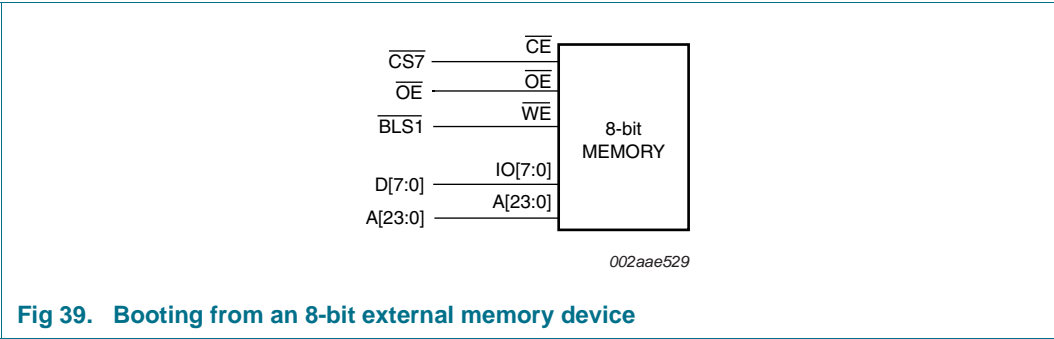 CS7 CE
OE OE
BLS1 WE
8-bit
MEMORY
D[7:0] IO[7:0]
A[23:0] A[23:0]
002aae529
Fig 39. Booting from an 8-bit external memory device